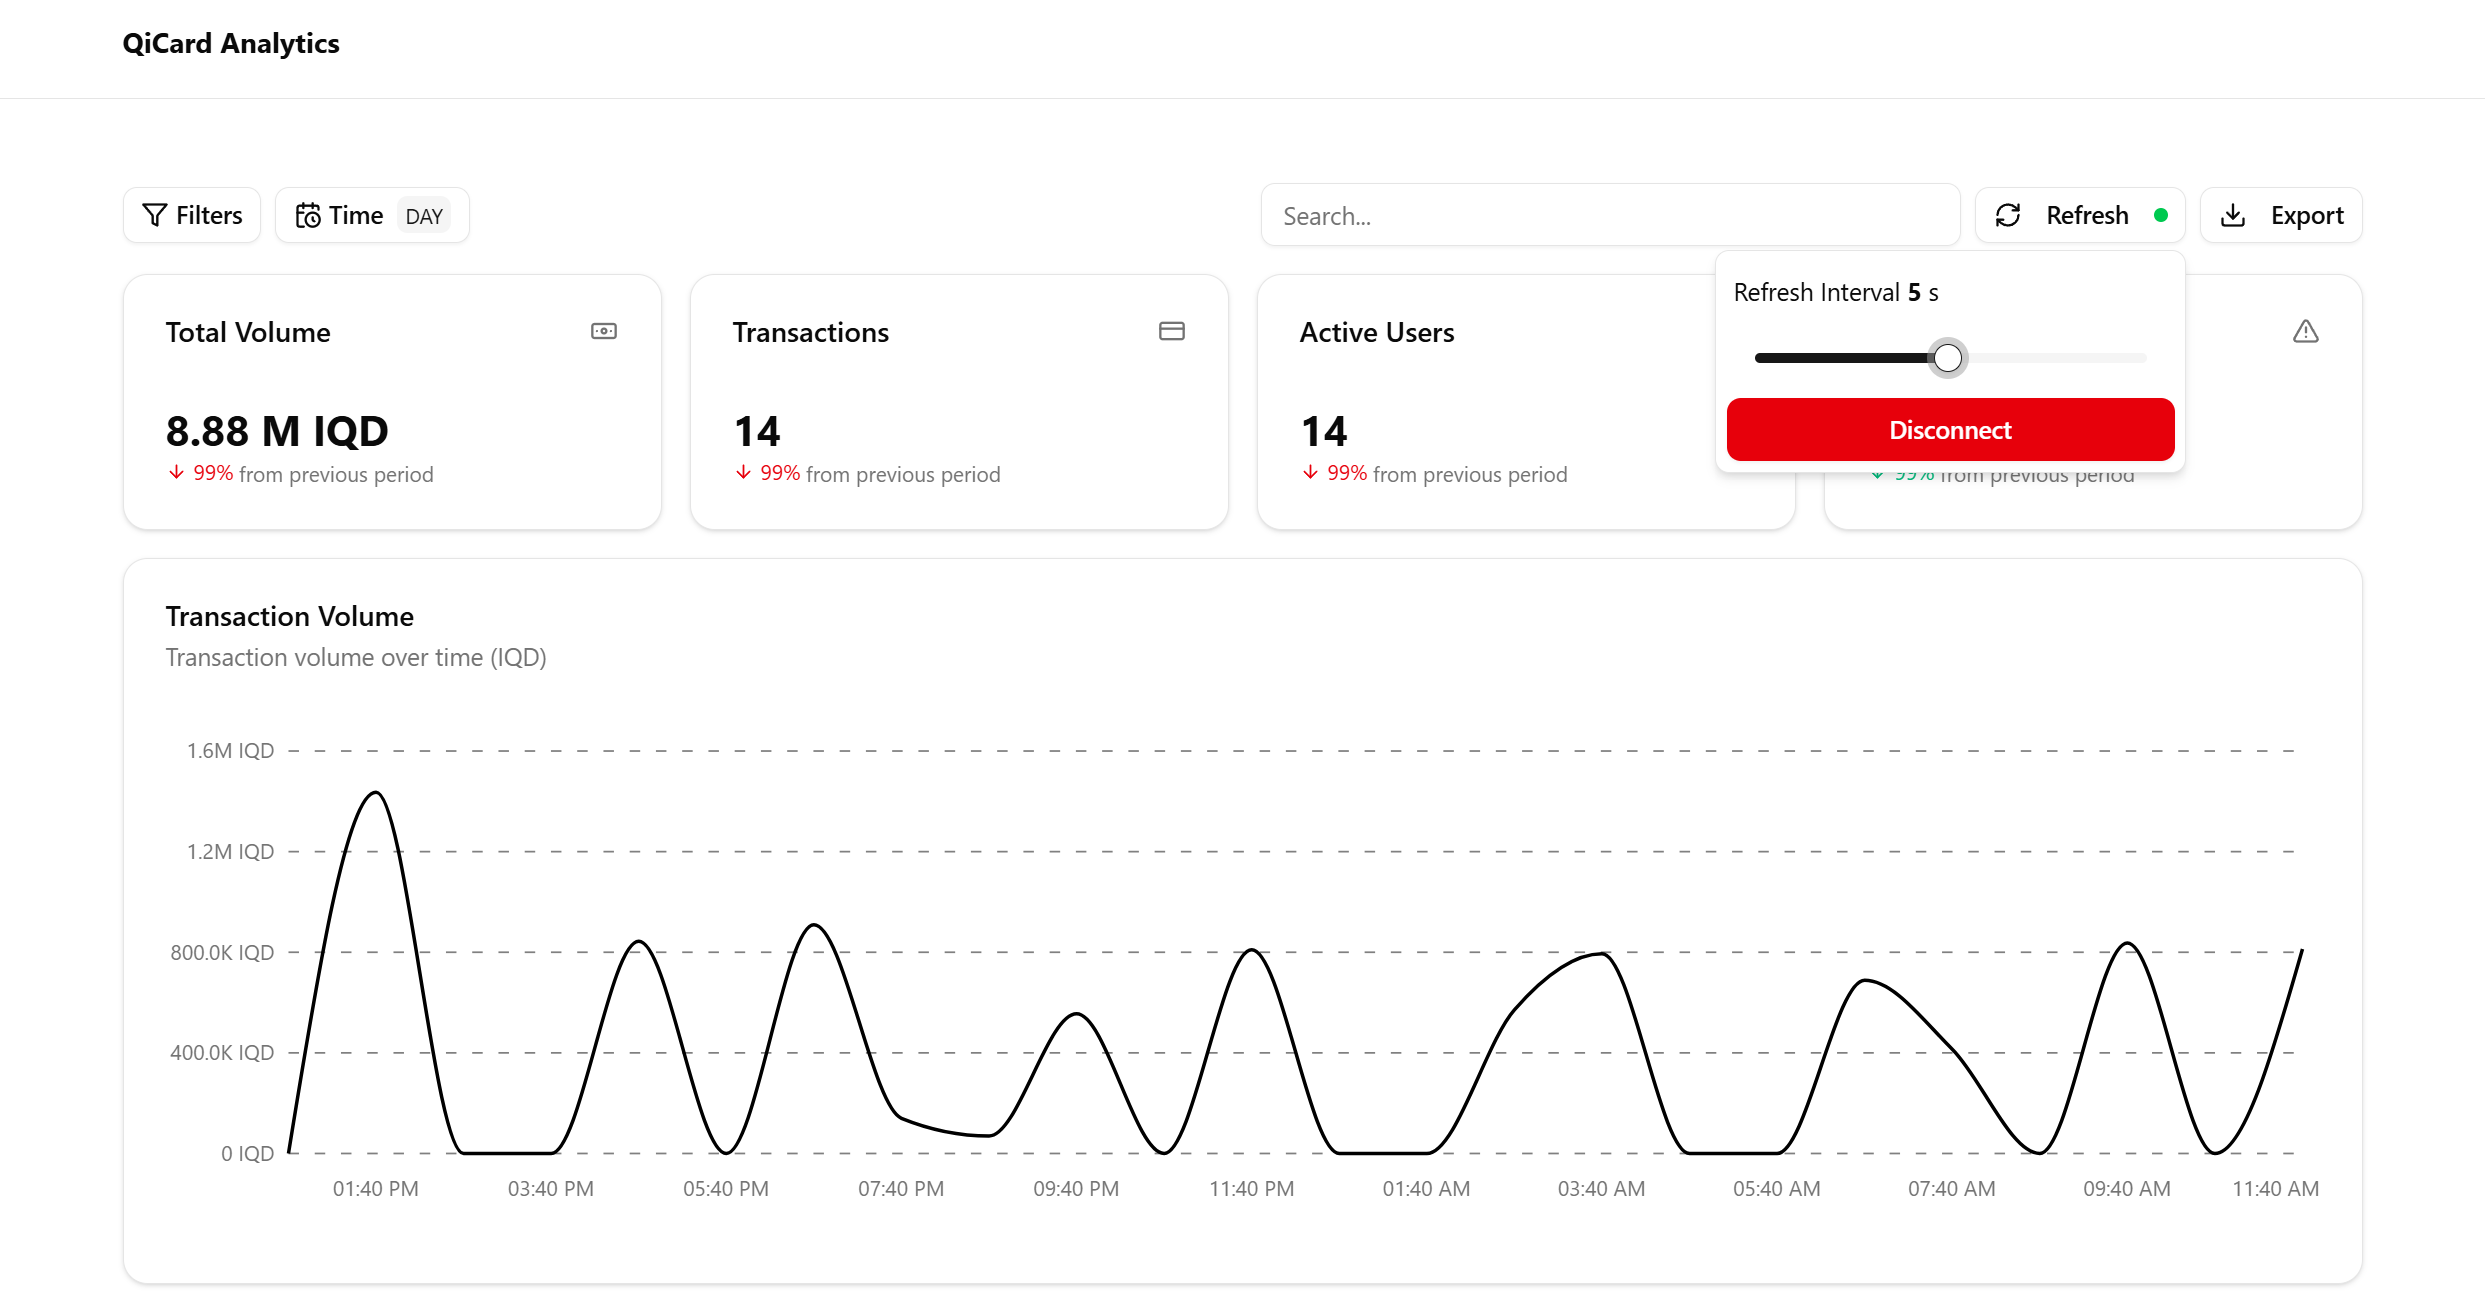 QiCard Analytics
Filters
Time DAY
Search...
Refresh
Export
Refresh Interval 5 s
Disconnect
Total Volume
8.88 M IQD
99% from previous period
Transactions
14
99% from previous period
Active Users
14
99% from previous period
99% from previous period
Transaction Volume
Transaction volume over time (IQD)
1.6M IQD
1.2M IQD
800.0K IQD
400.0K IQD
0 IQD
01:40 PM 03:40 PM 05:40 PM 07:40 PM 09:40 PM 11:40 PM 01:40 AM 03:40 AM 05:40 AM 07:40 AM 09:40 AM 11:40 AM